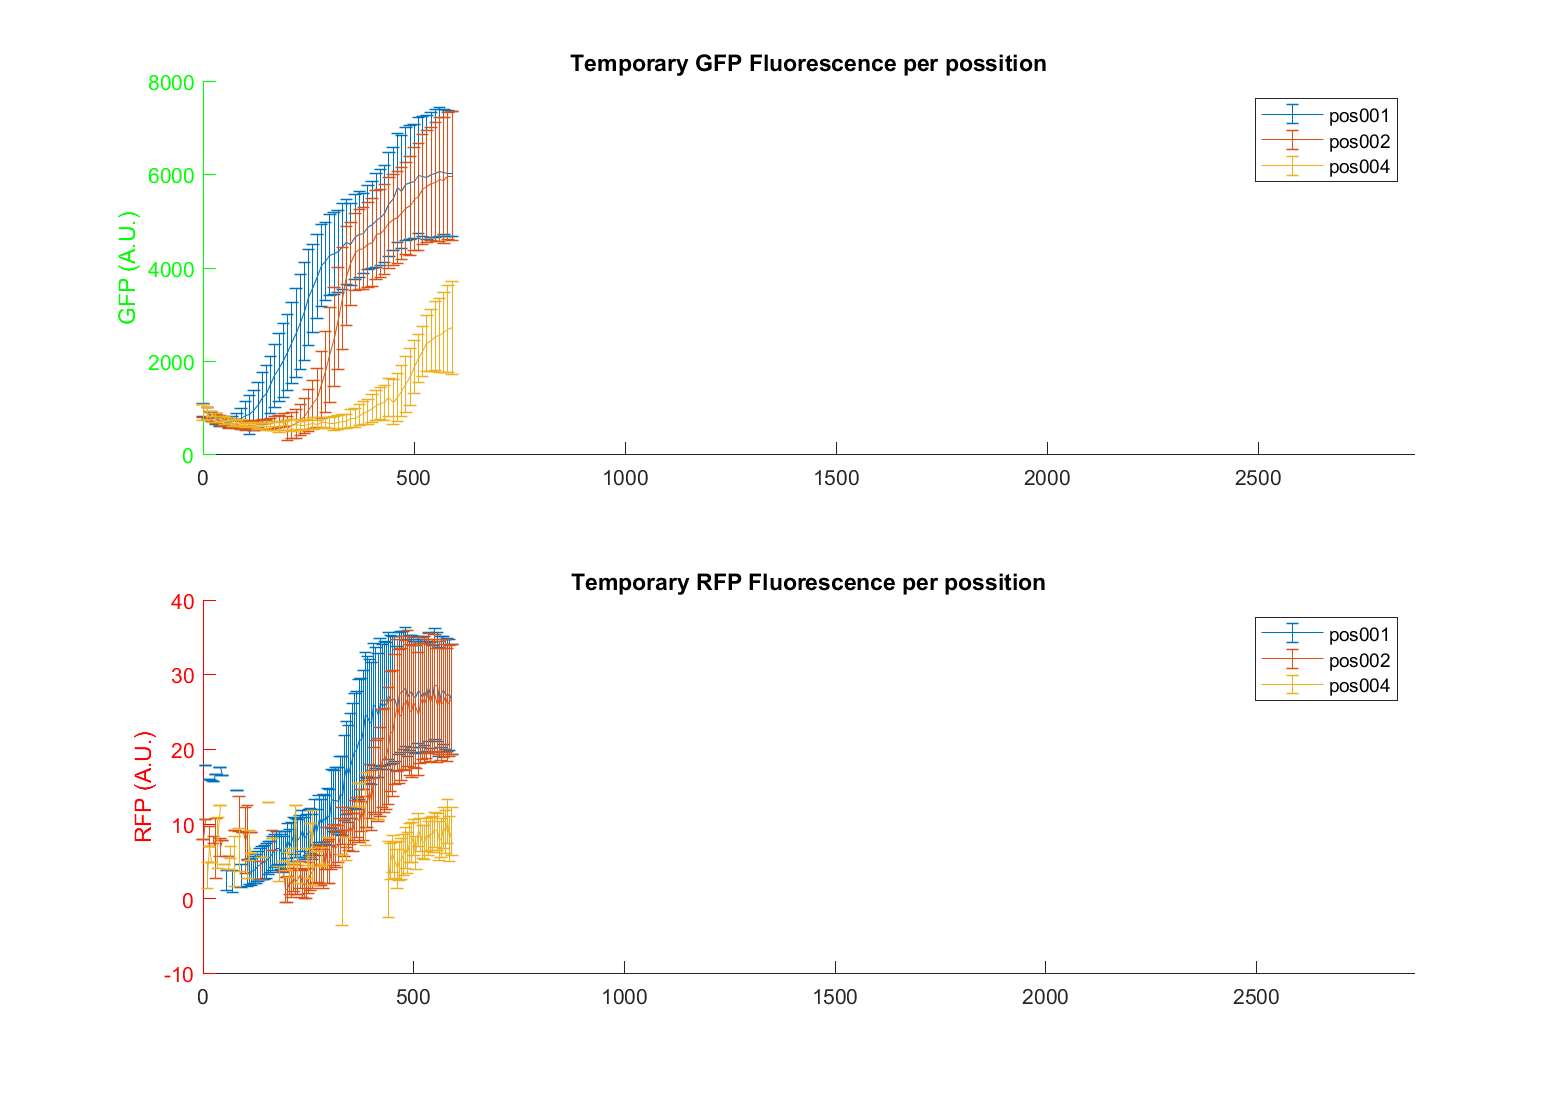 Temporary GFP Fluorescence per possition
8000
6000
4000
2000
0
GFP (A.U.)
0 500 1000 1500 2000 2500
pos001
pos002
pos004
Temporary RFP Fluorescence per possition
40
30
20
10
0
-10
RFP (A.U.)
0 500 1000 1500 2000 2500
pos001
pos002
pos004